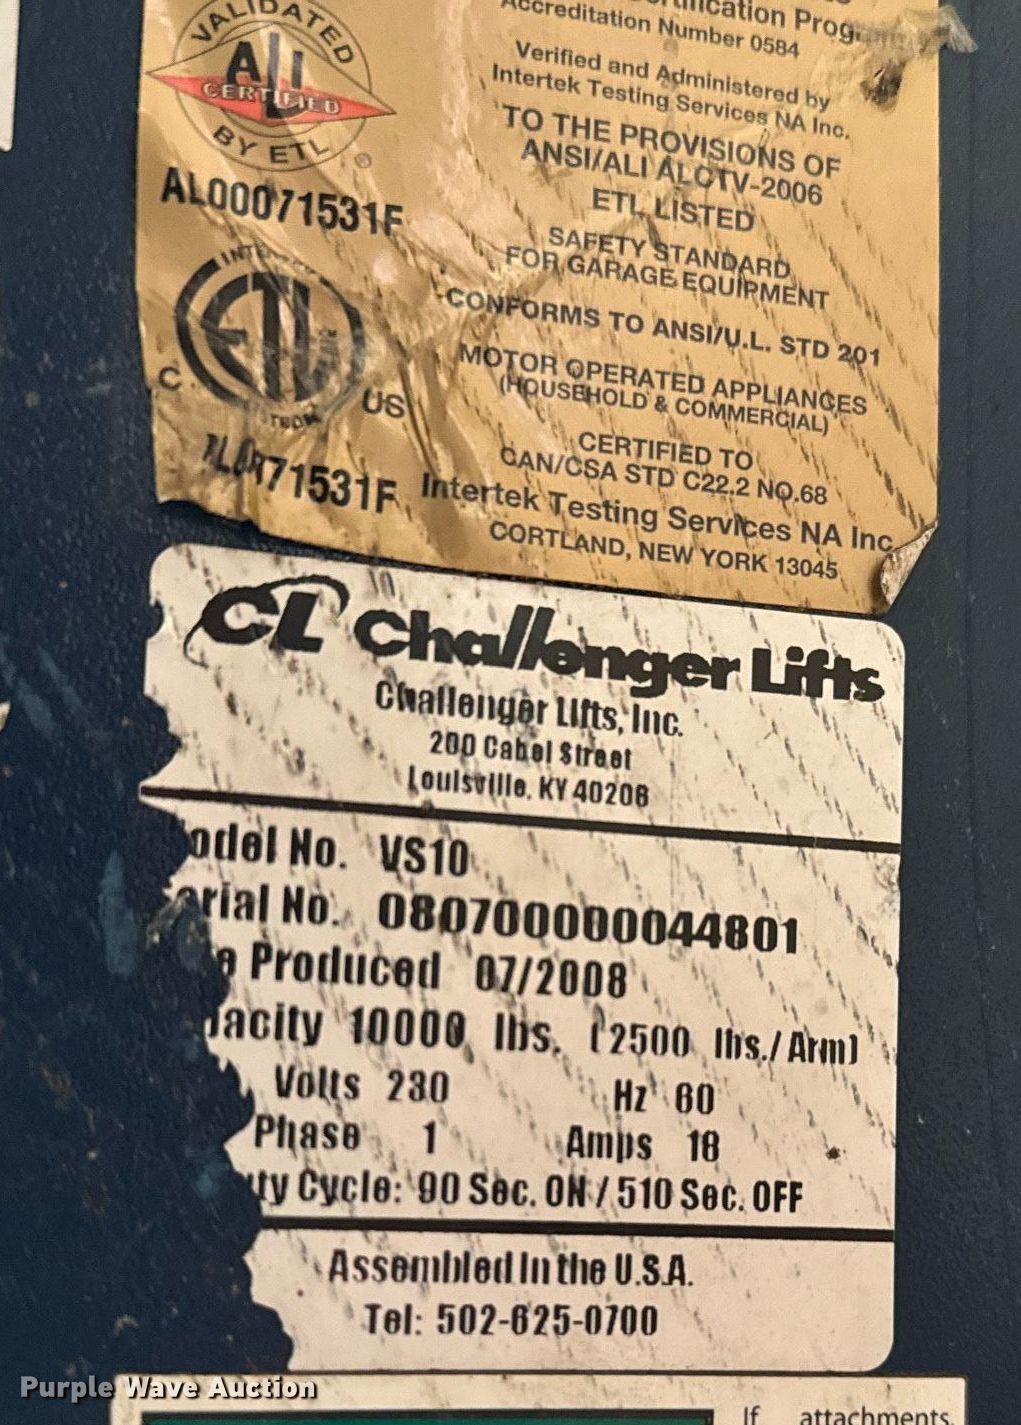 VALIDATED
ALI
CERTIFIED
BY ETL
®
AL00071531F
C
US
71531F
Accreditation Number 0584
Verified and Administered by
Intertek Testing Services NA Inc.
TO THE PROVISIONS OF
ANSI/ALI ALCTV-2006
ETL LISTED
SAFETY STANDARD
FOR GARAGE EQUIPMENT
CONFORMS TO ANSI/U.L. STD 201
MOTOR OPERATED APPLIANCES
(HOUSEHOLD & COMMERCIAL)
CERTIFIED TO
CAN/CSA STD C22.2 NO.68
Intertek Testing Services NA Inc
CORTLAND, NEW YORK 13045
CL Challenger Lifts
Challenger Lifts, Inc.
200 Cabel Street
Louisville, KY 40206
odel No. VS10
erial No. 080700000044801
e Produced 07/2008
acity 10000 lbs. (2500 lbs./Arm)
Volts 230 Hz 60
Phase 1 Amps 18
ty Cycle: 90 Sec. ON / 510 Sec. OFF
Assembled In the U.S.A.
Tel: 502-625-0700
If attachments,
Purple Wave Auction